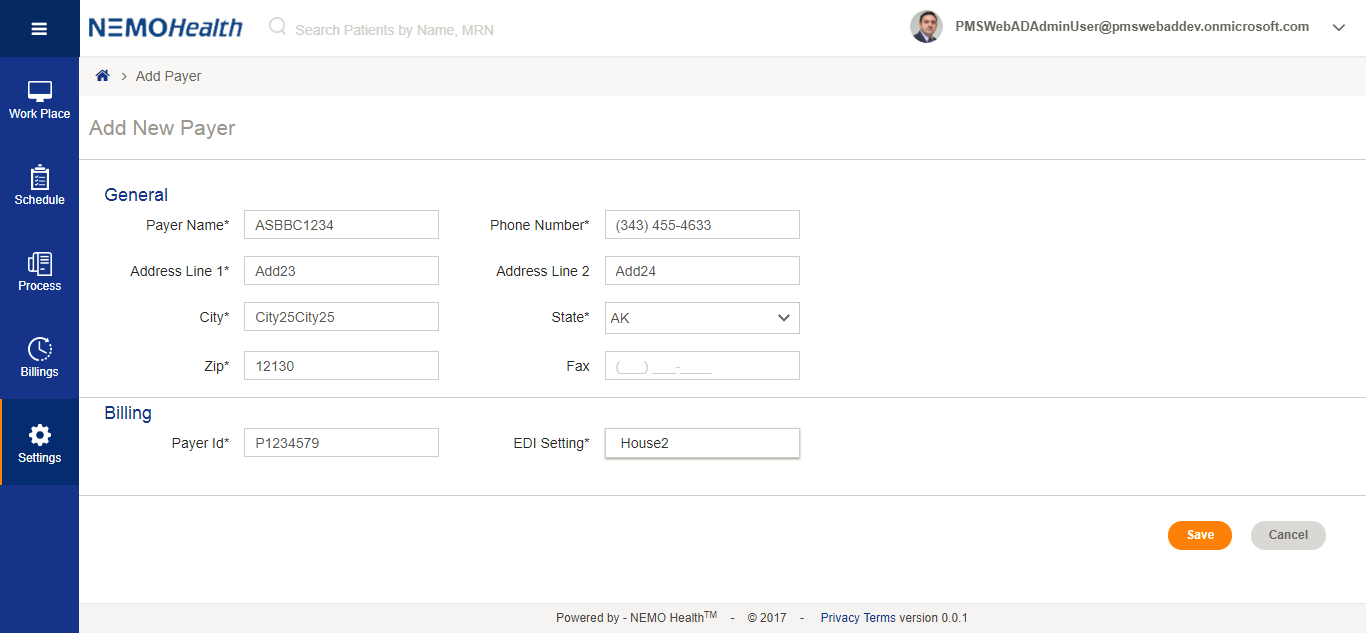 NEMOHealth
Search Patients by Name, MRN
PMSWebADAdminUser@pmswebaddev.onmicrosoft.com
Work Place
Schedule
Process
Billings
Settings
> Add Payer
Add New Payer
General
Payer Name* ASBBC1234 Phone Number* (343) 455-4633
Address Line 1* Add23 Address Line 2 Add24
City* City25City25 State* AK
Zip* 12130 Fax (___) ___-____
Billing
Payer Id* P1234579 EDI Setting* House2
Save Cancel
Powered by - NEMO Health™ - © 2017 - Privacy Terms version 0.0.1